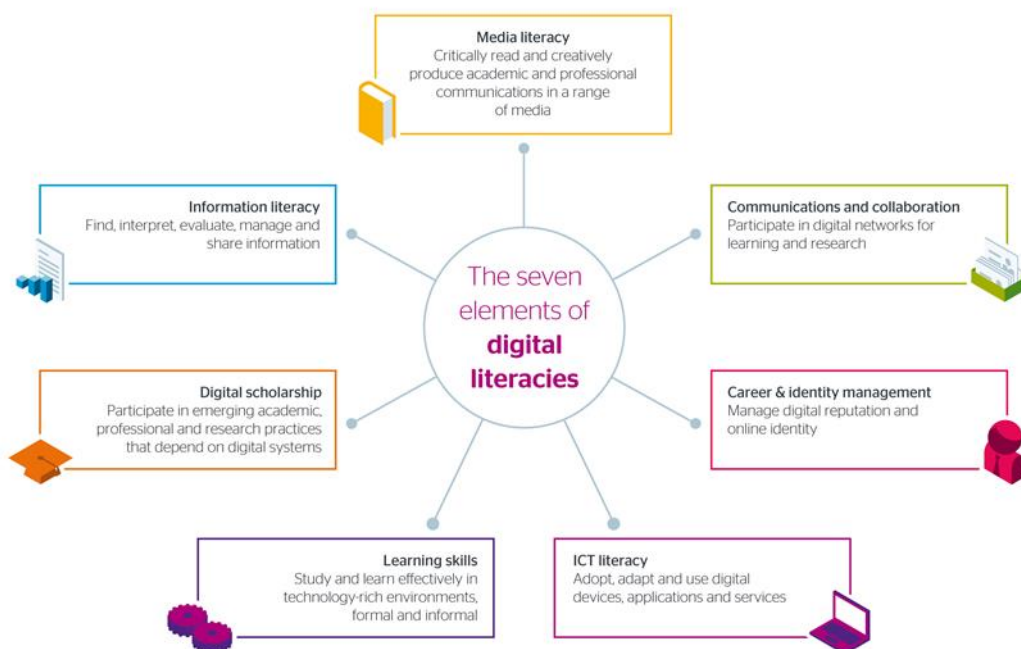 Media literacy
Critically read and creatively
produce academic and professional
communications in a range
of media
Information literacy
Find, interpret, evaluate, manage and
share information
Communications and collaboration
Participate in digital networks for
learning and research
The seven
elements of
digital
literacies
Digital scholarship
Participate in emerging academic,
professional and research practices
that depend on digital systems
Career & identity management
Manage digital reputation and
online identity
Learning skills
Study and learn effectively in
technology-rich environments,
formal and informal
ICT literacy
Adopt, adapt and use digital
devices, applications and services